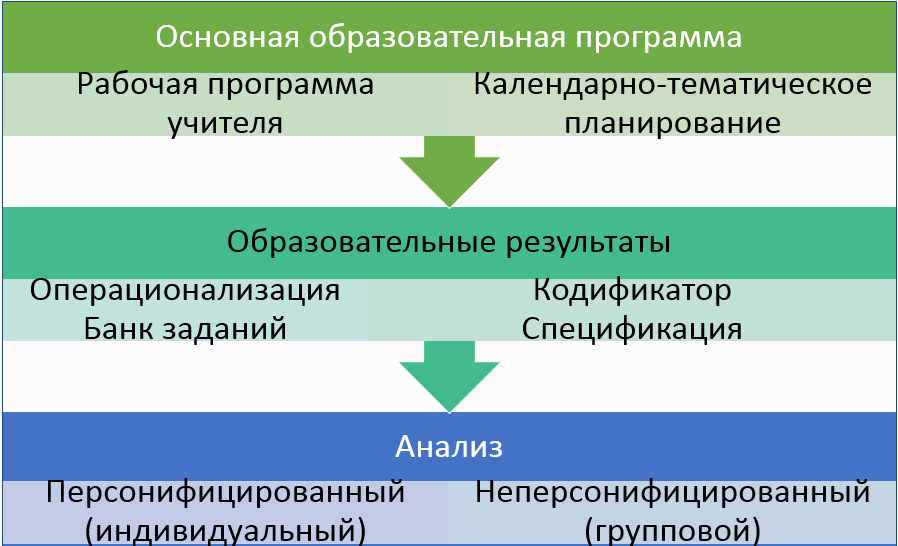 Основная образовательная программа
Рабочая программа
учителя
Календарно-тематическое
планирование
Образовательные результаты
Операционализация
Банк заданий
Кодификатор
Спецификация
Анализ
Персонифицированный
(индивидуальный)
Неперсонифицированный
(групповой)